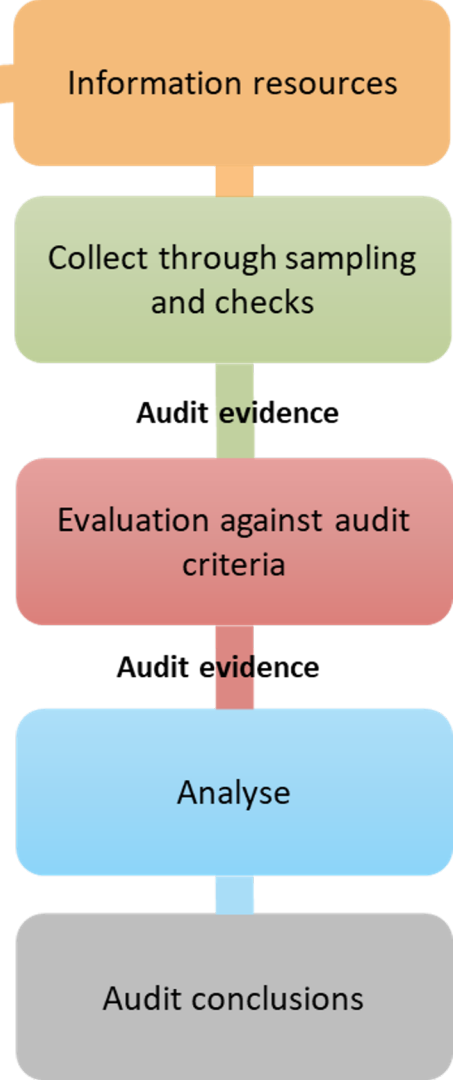 Information resources
Collect through sampling
and checks
Audit evidence
Evaluation against audit
criteria
Audit evidence
Analyse
Audit conclusions